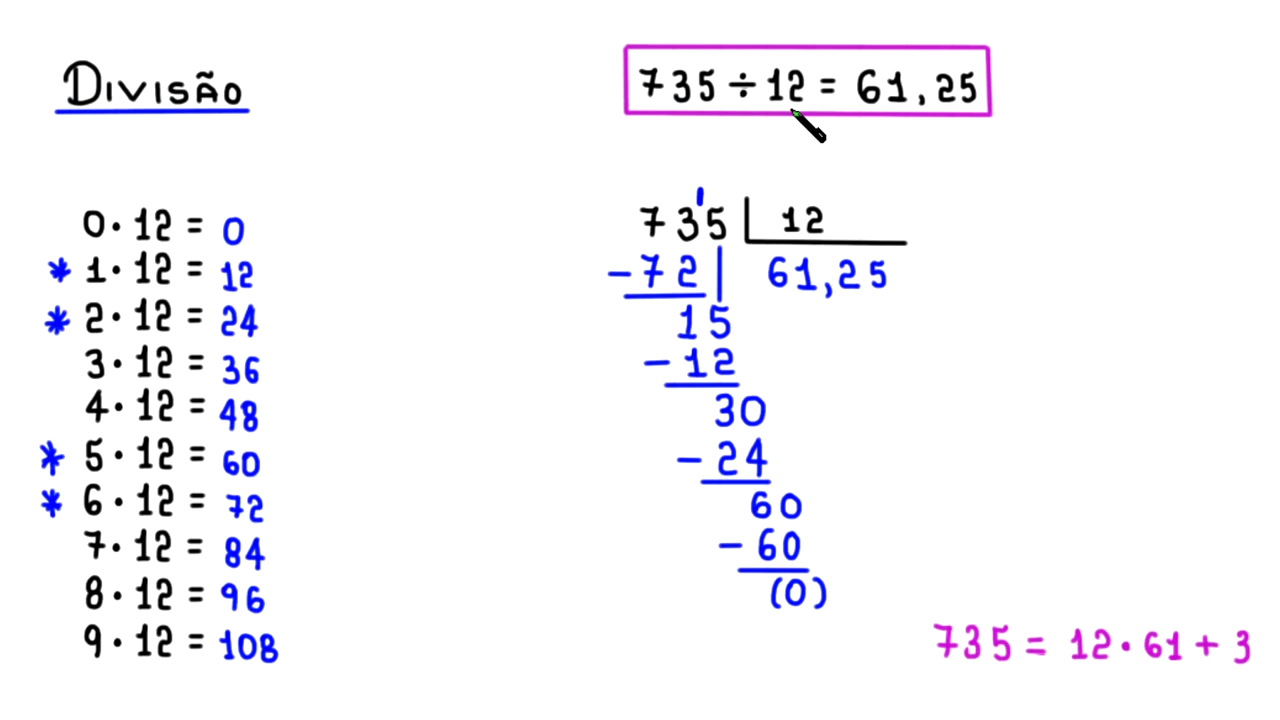 DIVISÃO
735 ÷ 12 = 61,25
0 · 12 = 0
* 1 · 12 = 12
* 2 · 12 = 24
3 · 12 = 36
4 · 12 = 48
* 5 · 12 = 60
* 6 · 12 = 72
7 · 12 = 84
8 · 12 = 96
9 · 12 = 108
73'5 | 12
-72 | 61,25
15
-12
30
-24
60
-60
(0)
735 = 12 · 61 + 3